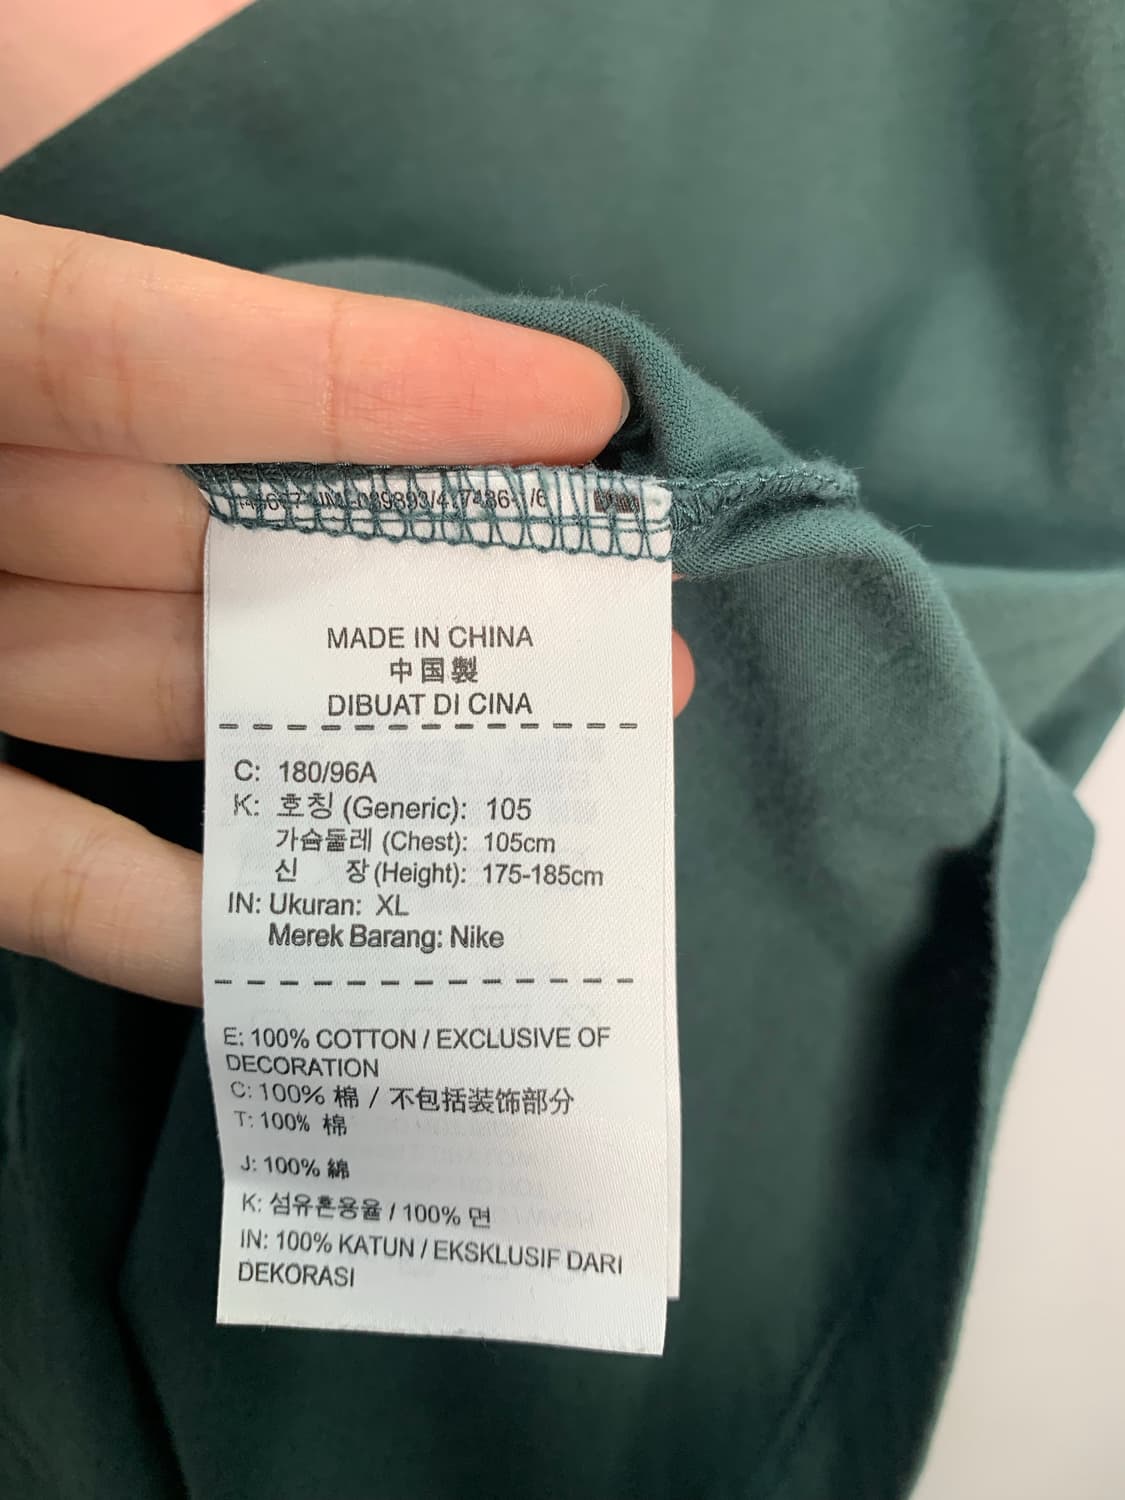 MADE IN CHINA
中国製
DIBUAT DI CINA
C: 180/96A
K: 호칭 (Generic): 105
가슴둘레 (Chest): 105cm
신 장 (Height): 175-185cm
IN: Ukuran: XL
Merek Barang: Nike
E: 100% COTTON / EXCLUSIVE OF
DECORATION
C: 100% 棉 / 不包括装饰部分
T: 100% 棉
J: 100% 綿
K: 섬유혼용율 / 100% 면
IN: 100% KATUN / EKSKLUSIF DARI
DEKORASI